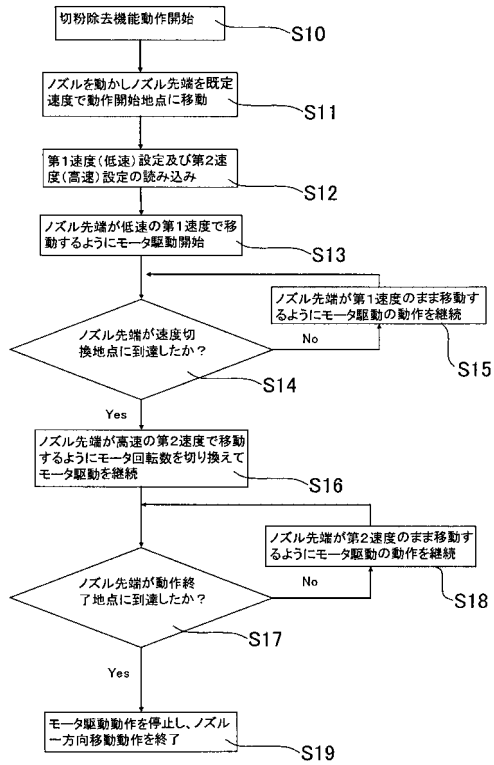 切粉除去機能動作開始
S10
ノズルを動かしノズル先端を既定
速度で動作開始地点に移動
S11
第1速度(低速)設定及び第2速
度(高速)設定の読み込み
S12
ノズル先端が低速の第1速度で移
動するようにモータ駆動開始
S13
ノズル先端が第1速度のまま移動す
るようにモータ駆動の動作を継続
S15
ノズル先端が速度切
換地点に到達したか?
No
S14
Yes
ノズル先端が高速の第2速度で移動
するようにモータ回転数を切り換えて
モータ駆動を継続
S16
ノズル先端が第2速度のまま移動す
るようにモータ駆動の動作を継続
S18
ノズル先端が動作終
了地点に到達したか?
No
S17
Yes
モータ駆動動作を停止し、ノズル
一方向移動動作を終了
S19